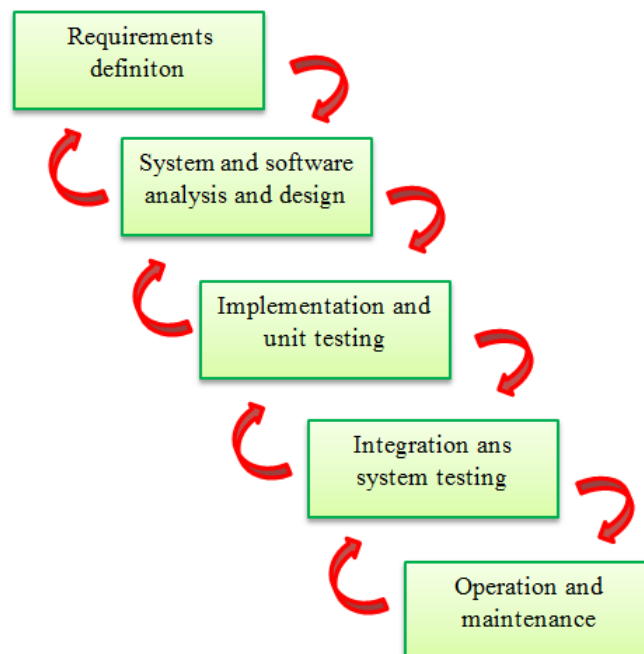 Requirements
definiton
System and software
analysis and design
Implementation and
unit testing
Integration ans
system testing
Operation and
maintenance